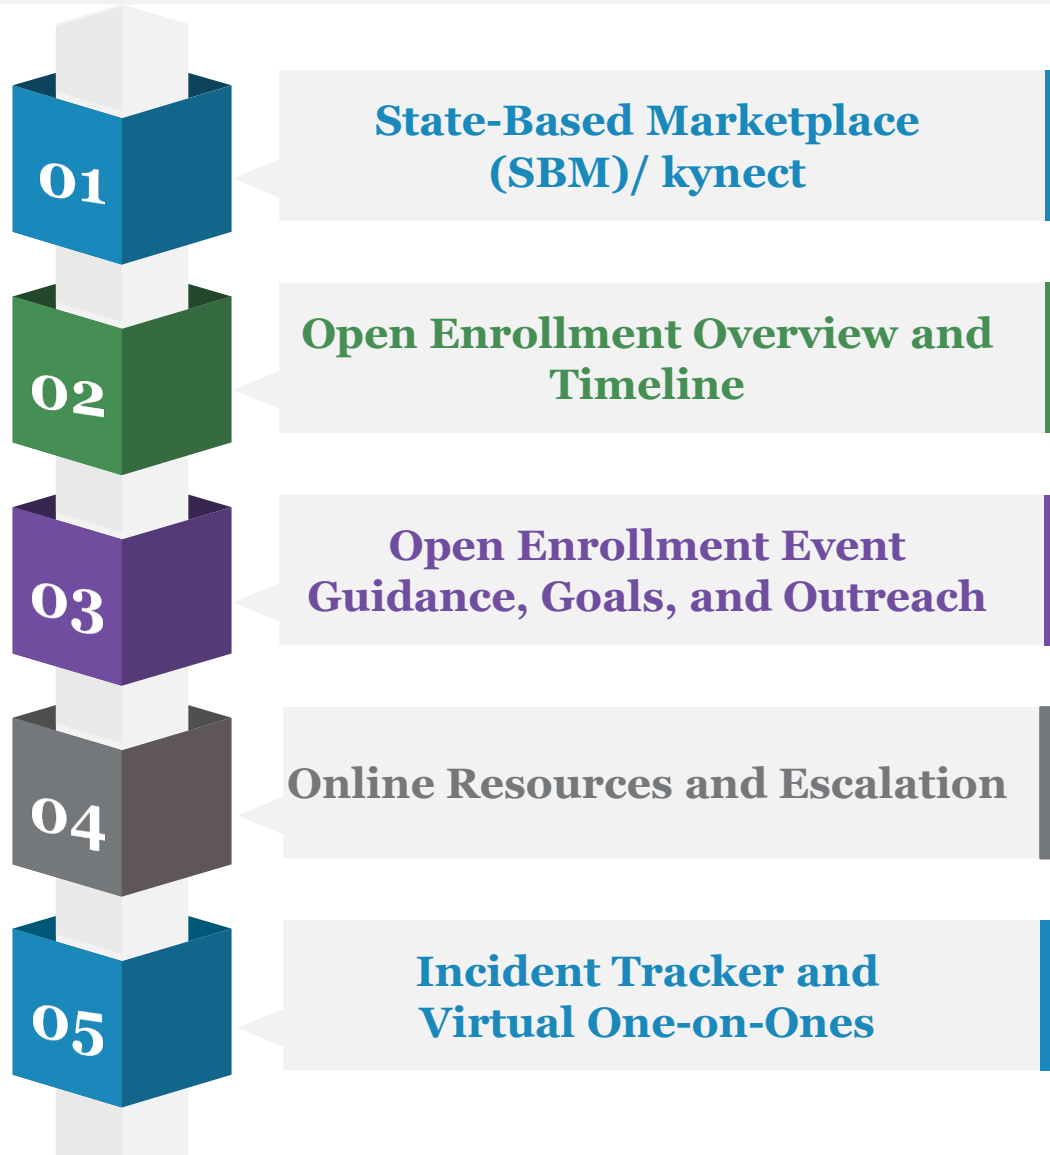 01
State-Based Marketplace
(SBM)/ kynect
02
Open Enrollment Overview and
Timeline
03
Open Enrollment Event
Guidance, Goals, and Outreach
04
Online Resources and Escalation
05
Incident Tracker and
Virtual One-on-Ones